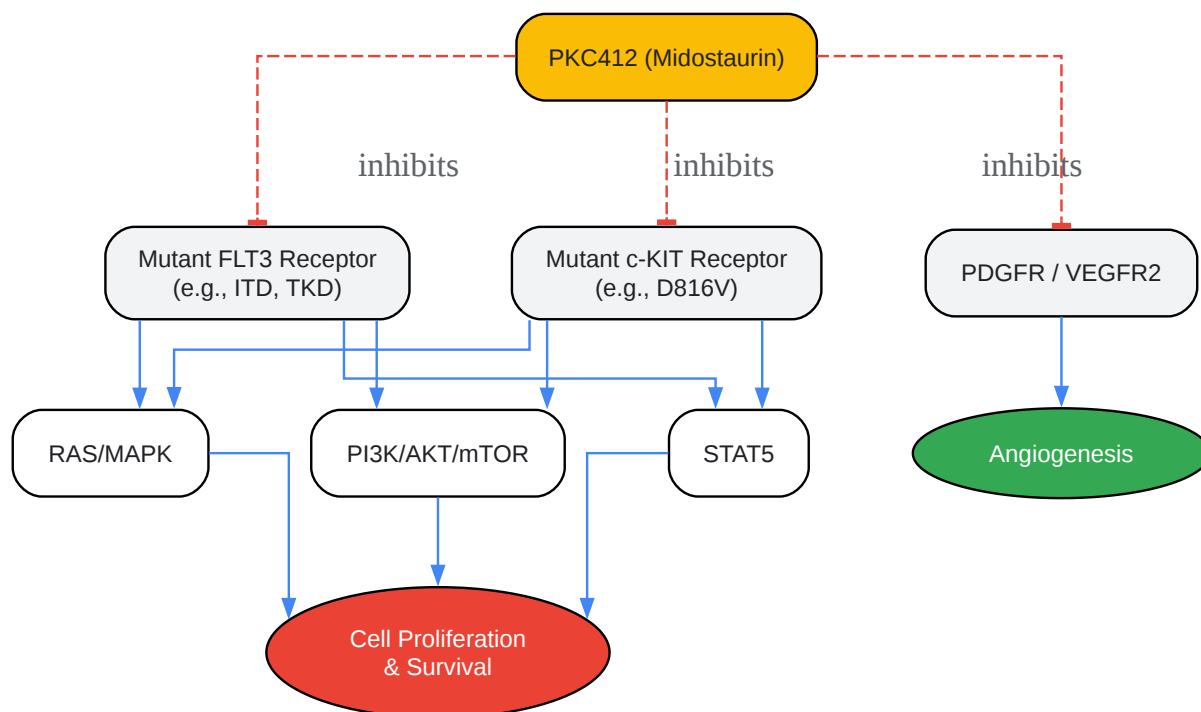 PKC412 (Midostaurin)
inhibits
inhibits
inhibits
Mutant FLT3 Receptor
(e.g., ITD, TKD)
Mutant c-KIT Receptor
(e.g., D816V)
PDGFR / VEGFR2
RAS/MAPK
PI3K/AKT/mTOR
STAT5
Angiogenesis
Cell Proliferation
& Survival